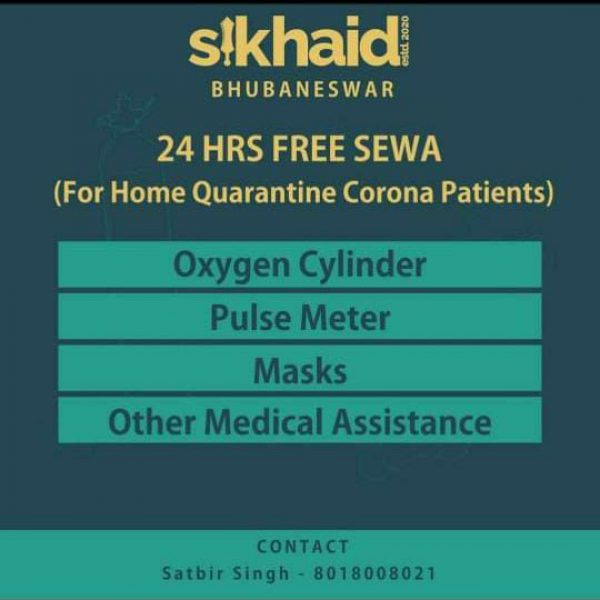 sikhaid
estd. 2020
BHUBANESWAR
24 HRS FREE SEWA
(For Home Quarantine Corona Patients)
Oxygen Cylinder
Pulse Meter
Masks
Other Medical Assistance
CONTACT
Satbir Singh - 8018008021